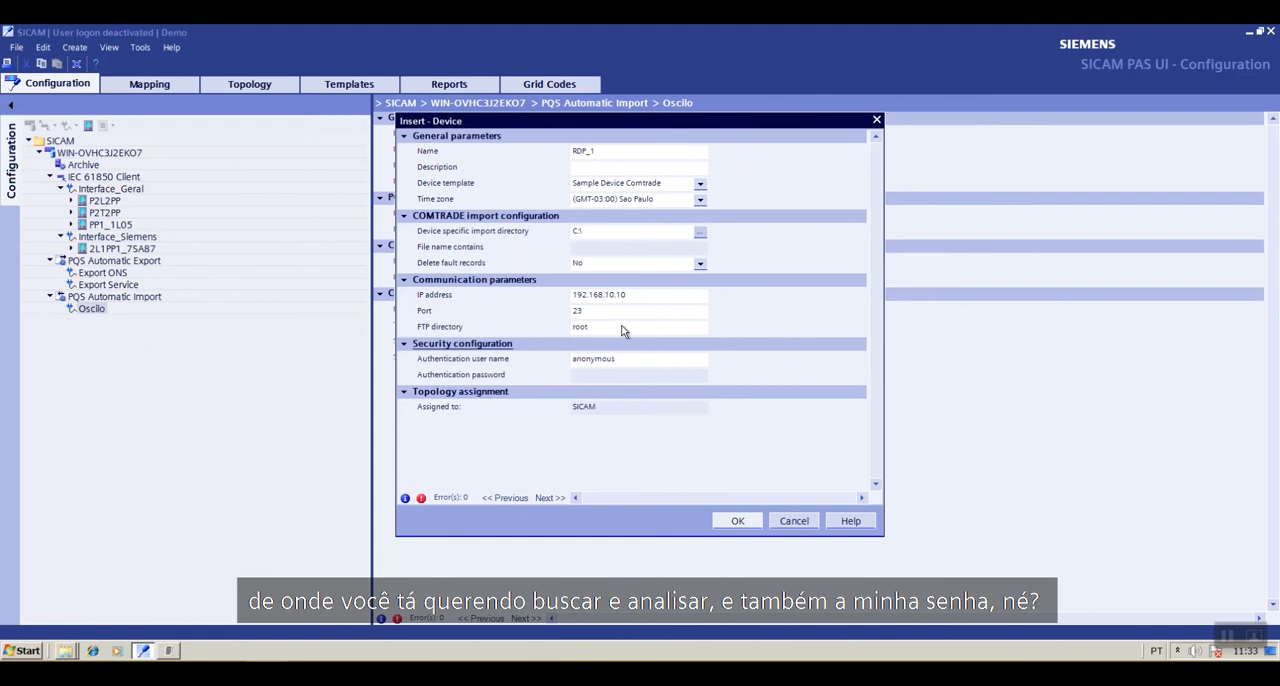 SICAM | User logon deactivated | Demo
File Edit Create View Tools Help
SIEMENS
SICAM PAS UI - Configuration
Configuration Mapping Topology Templates Reports Grid Codes
> SICAM > WIN-OVHC3J2EKO7 > PQS Automatic Import > Oscilo
Configuration
SICAM
WIN-OVHC3J2EKO7
Archive
IEC 61850 Client
Interface_Geral
P2L2PP
P2T2PP
PP1_1L05
Interface_Siemens
2L1PP1_7SA87
PQS Automatic Export
Export ONS
Export Service
PQS Automatic Import
Oscilo
Insert - Device
General parameters
Name RDP_1
Description
Device template Sample Device Comtrade
Time zone (GMT-03:00) Sao Paulo
COMTRADE import configuration
Device specific import directory C:\ ...
File name contains
Delete fault records No
Communication parameters
IP address 192.168.10.10
Port 23
FTP directory root
Security configuration
Authentication user name anonymous
Authentication password
Topology assignment
Assigned to: SICAM
Error(s): 0 << Previous Next >>
OK Cancel Help
de onde você tá querendo buscar e analisar, e também a minha senha, né?
Error(s): 0 << Previous Next >>
Start PT 11:33